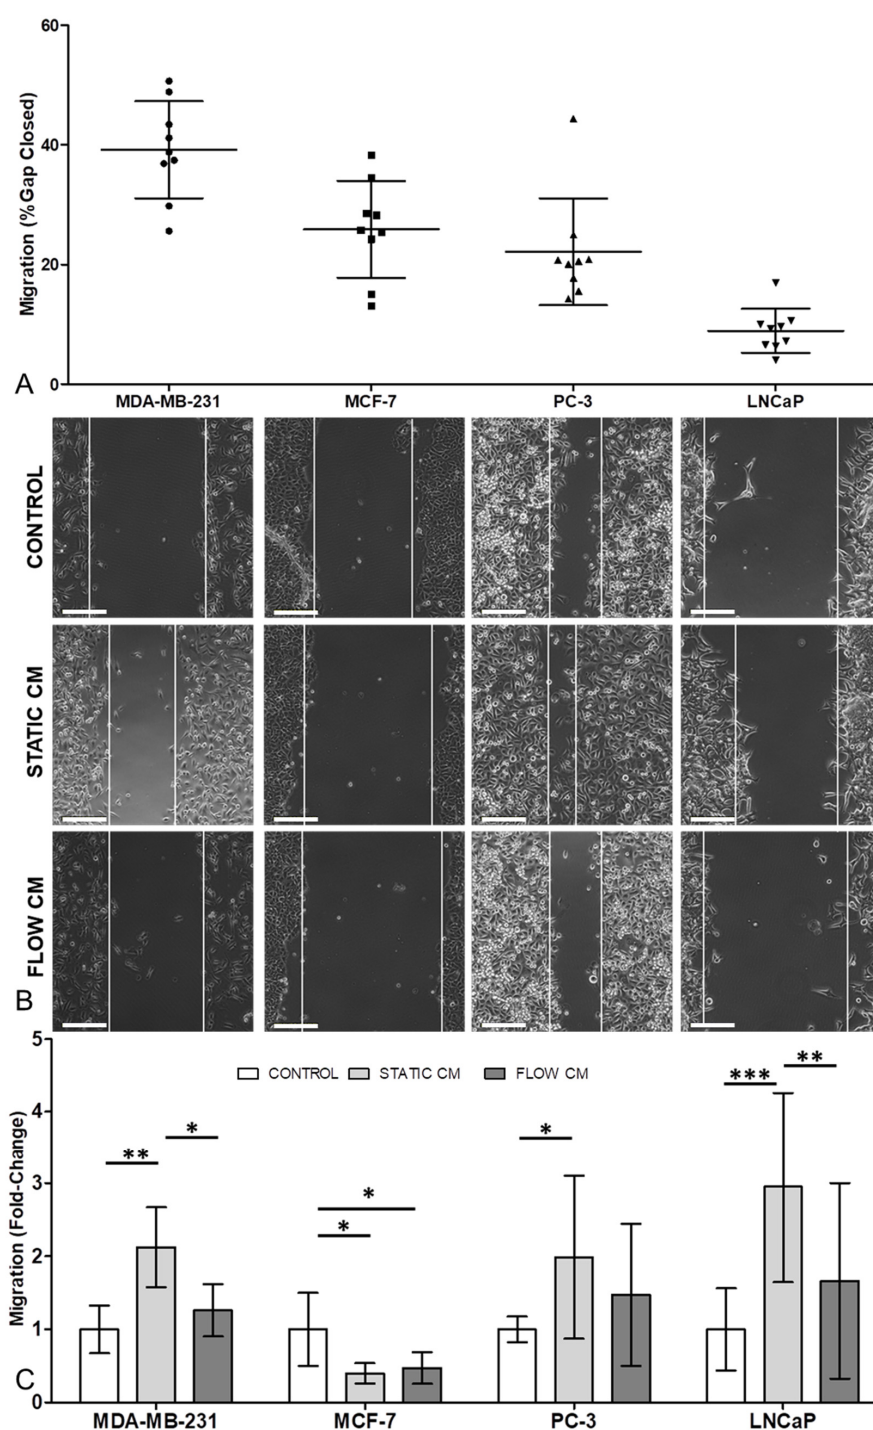 60
40
20
0
Migration (% Gap Closed)
A
MDA-MB-231 MCF-7 PC-3 LNCaP
CONTROL
STATIC CM
FLOW CM
B
5
4
3
2
1
0
Migration (Fold-Change)
CONTROL STATIC CM FLOW CM
** * * * * *** **
C
MDA-MB-231 MCF-7 PC-3 LNCaP